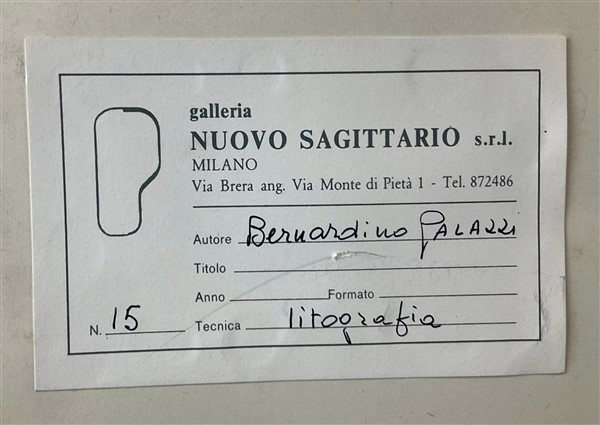 galleria
NUOVO SAGITTARIO s.r.l.
MILANO
Via Brera ang. Via Monte di Pietà 1 - Tel. 872486
Autore Bernardino PALAZZI
Titolo
Anno Formato
N. 15 Tecnica litografia